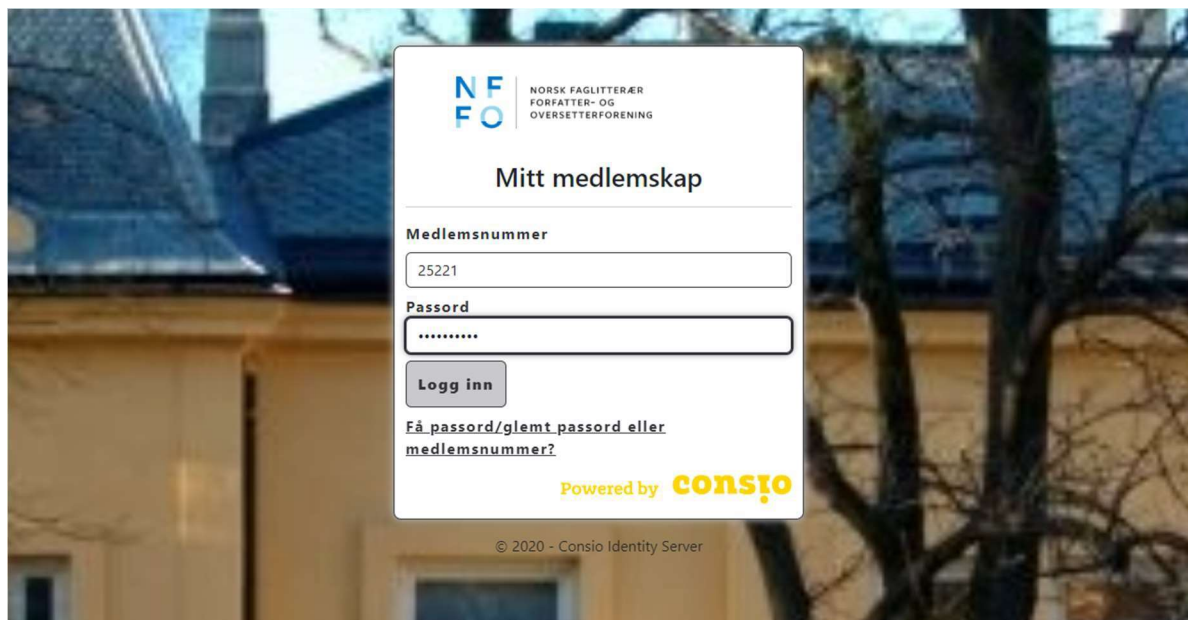 NF
FO
NORSK FAGLITTERÆR
FORFATTER- OG
OVERSETTERFORENING
Mitt medlemskap
Medlemsnummer
25221
Passord
••••••••••
Logg inn
Få passord/glemt passord eller
medlemsnummer?
Powered by consio
© 2020 - Consio Identity Server